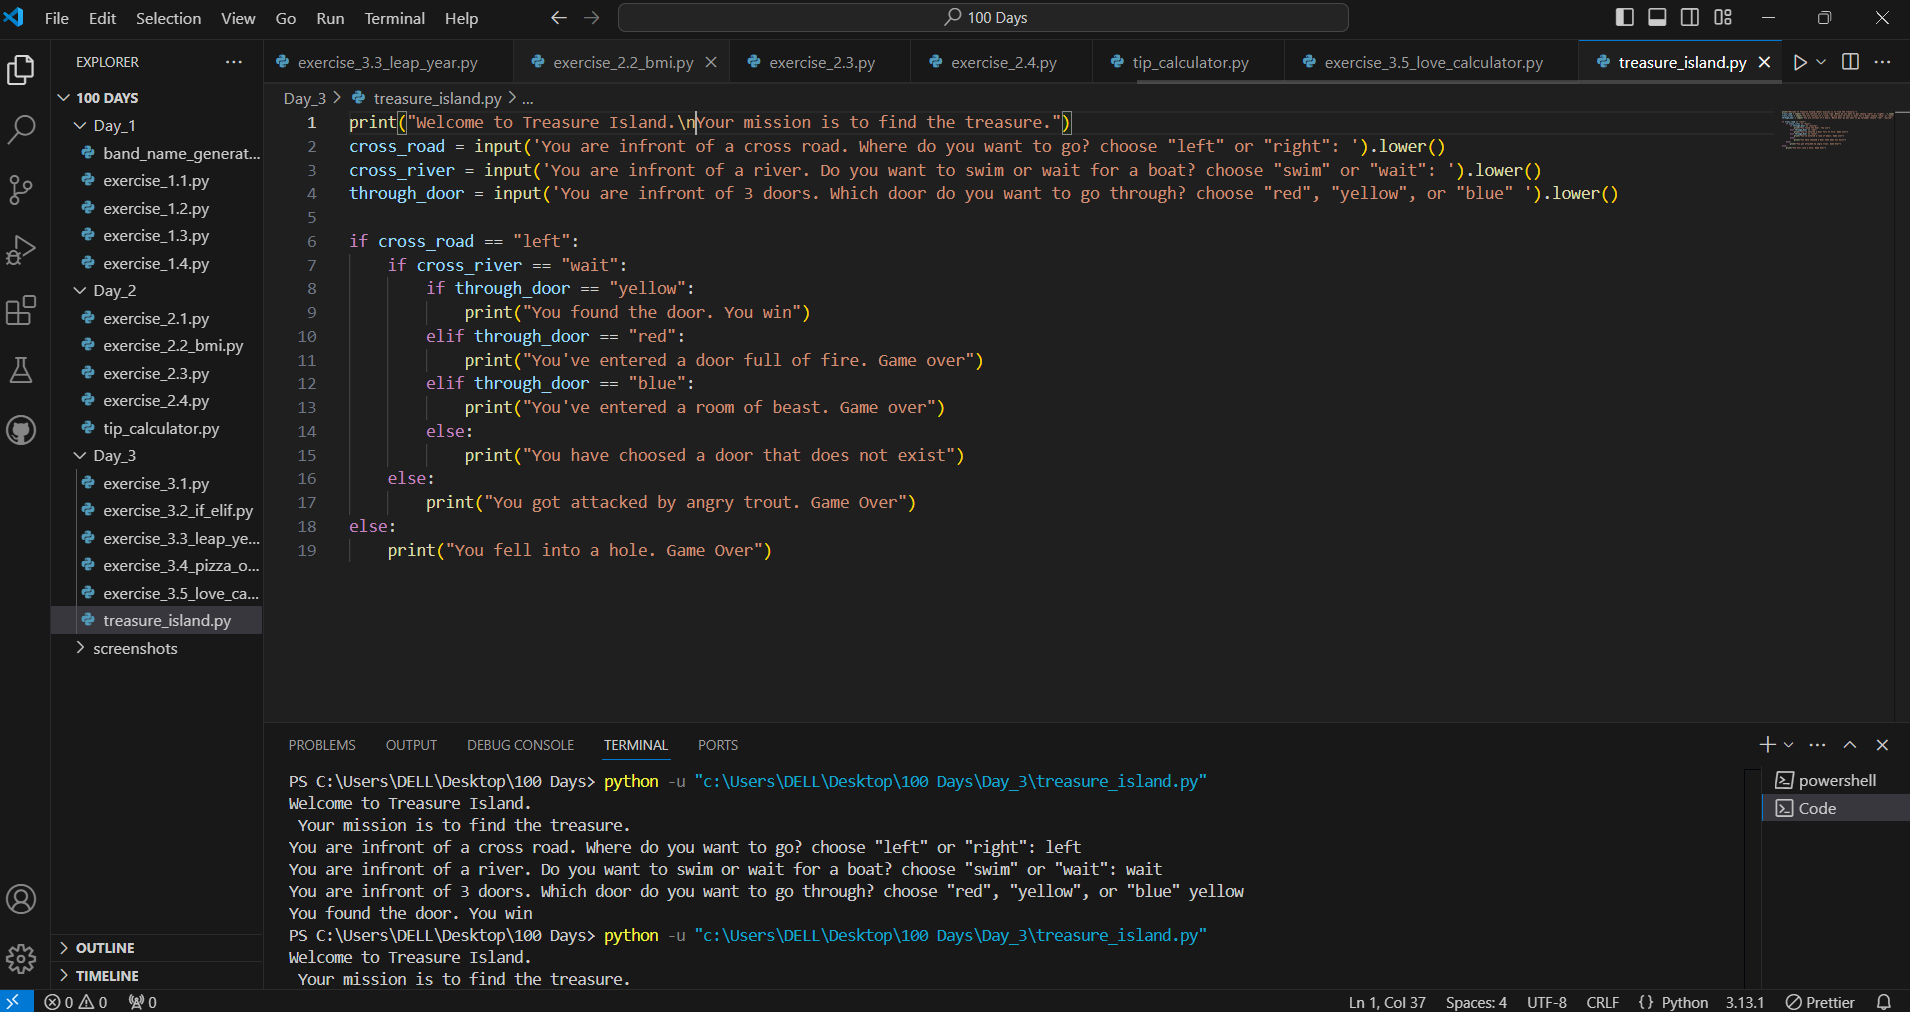 File Edit Selection View Go Run Terminal Help
100 Days
EXPLORER
100 DAYS
Day_1
band_name_generat...
exercise_1.1.py
exercise_1.2.py
exercise_1.3.py
exercise_1.4.py
Day_2
exercise_2.1.py
exercise_2.2_bmi.py
exercise_2.3.py
exercise_2.4.py
tip_calculator.py
Day_3
exercise_3.1.py
exercise_3.2_if_elif.py
exercise_3.3_leap_ye...
exercise_3.4_pizza_o...
exercise_3.5_love_ca...
treasure_island.py
screenshots
OUTLINE
TIMELINE
exercise_3.3_leap_year.py exercise_2.2_bmi.py exercise_2.3.py exercise_2.4.py tip_calculator.py exercise_3.5_love_calculator.py treasure_island.py
Day_3 > treasure_island.py > ...
1 print("Welcome to Treasure Island.\nYour mission is to find the treasure.")
2 cross_road = input('You are infront of a cross road. Where do you want to go? choose "left" or "right": ').lower()
3 cross_river = input('You are infront of a river. Do you want to swim or wait for a boat? choose "swim" or "wait": ').lower()
4 through_door = input('You are infront of 3 doors. Which door do you want to go through? choose "red", "yellow", or "blue" ').lower()
5
6 if cross_road == "left":
7     if cross_river == "wait":
8         if through_door == "yellow":
9             print("You found the door. You win")
10         elif through_door == "red":
11             print("You've entered a door full of fire. Game over")
12         elif through_door == "blue":
13             print("You've entered a room of beast. Game over")
14         else:
15             print("You have choosed a door that does not exist")
16     else:
17         print("You got attacked by angry trout. Game Over")
18 else:
19     print("You fell into a hole. Game Over")
PROBLEMS OUTPUT DEBUG CONSOLE TERMINAL PORTS
PS C:\Users\DELL\Desktop\100 Days> python -u "c:\Users\DELL\Desktop\100 Days\Day_3\treasure_island.py"
Welcome to Treasure Island.
 Your mission is to find the treasure.
You are infront of a cross road. Where do you want to go? choose "left" or "right": left
You are infront of a river. Do you want to swim or wait for a boat? choose "swim" or "wait": wait
You are infront of 3 doors. Which door do you want to go through? choose "red", "yellow", or "blue" yellow
You found the door. You win
PS C:\Users\DELL\Desktop\100 Days> python -u "c:\Users\DELL\Desktop\100 Days\Day_3\treasure_island.py"
Welcome to Treasure Island.
 Your mission is to find the treasure.
powershell
Code
0 0 0 Ln 1, Col 37 Spaces: 4 UTF-8 CRLF {} Python 3.13.1 Prettier